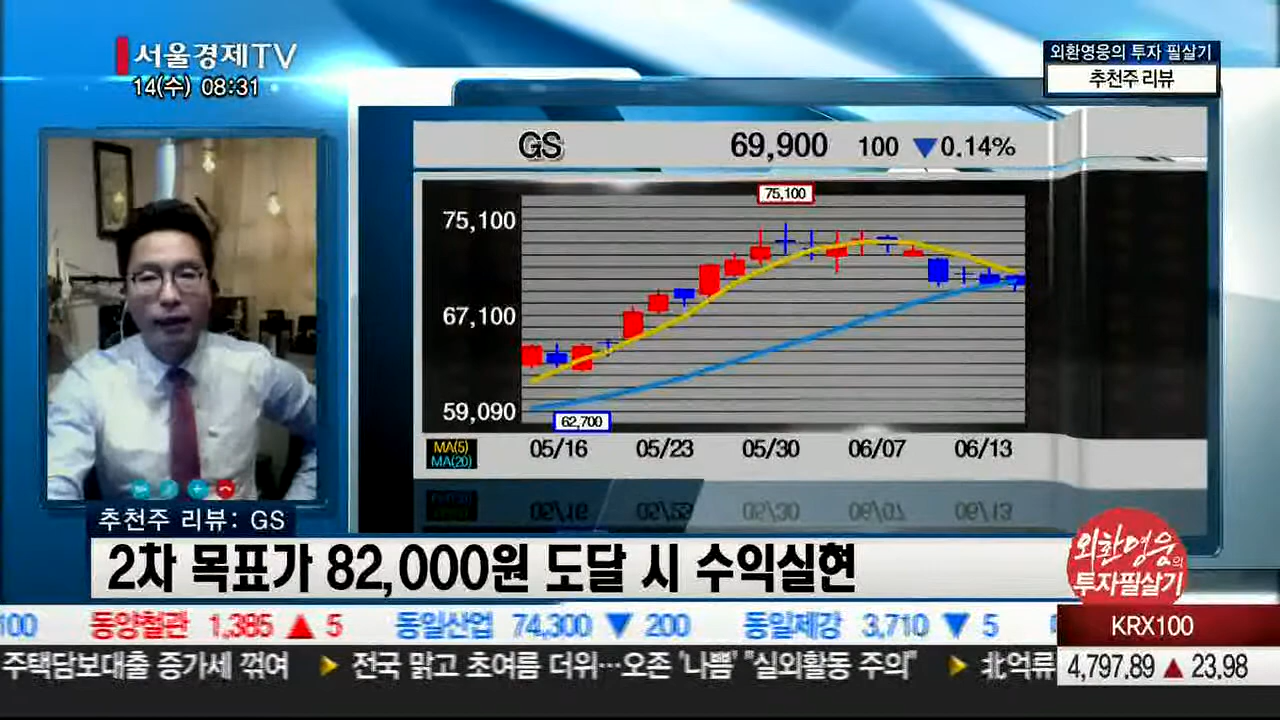 서울경제TV
14(수) 08:31
외환영웅의 투자 필살기
추천주 리뷰
GS 69,900 100 ▼0.14%
75,100
75,100
67,100
59,090
62,700
MA(5)
MA(20)
05/16 05/23 05/30 06/07 06/13
추천주 리뷰: GS
2차 목표가 82,000원 도달 시 수익실현
외환영웅의
투자필살기
100 동양철관 1,385 ▲ 5 동일산업 74,300 ▼ 200 동일제강 3,710 ▼ 5
KRX100
주택담보대출 증가세 꺾여 ▶ 전국 맑고 초여름 더위…오존 '나쁨' "실외활동 주의" ▶ 北억류
4,797.89 ▲ 23.98